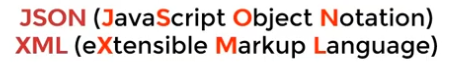 JSON (JavaScript Object Notation)
XML (eXtensible Markup Language)